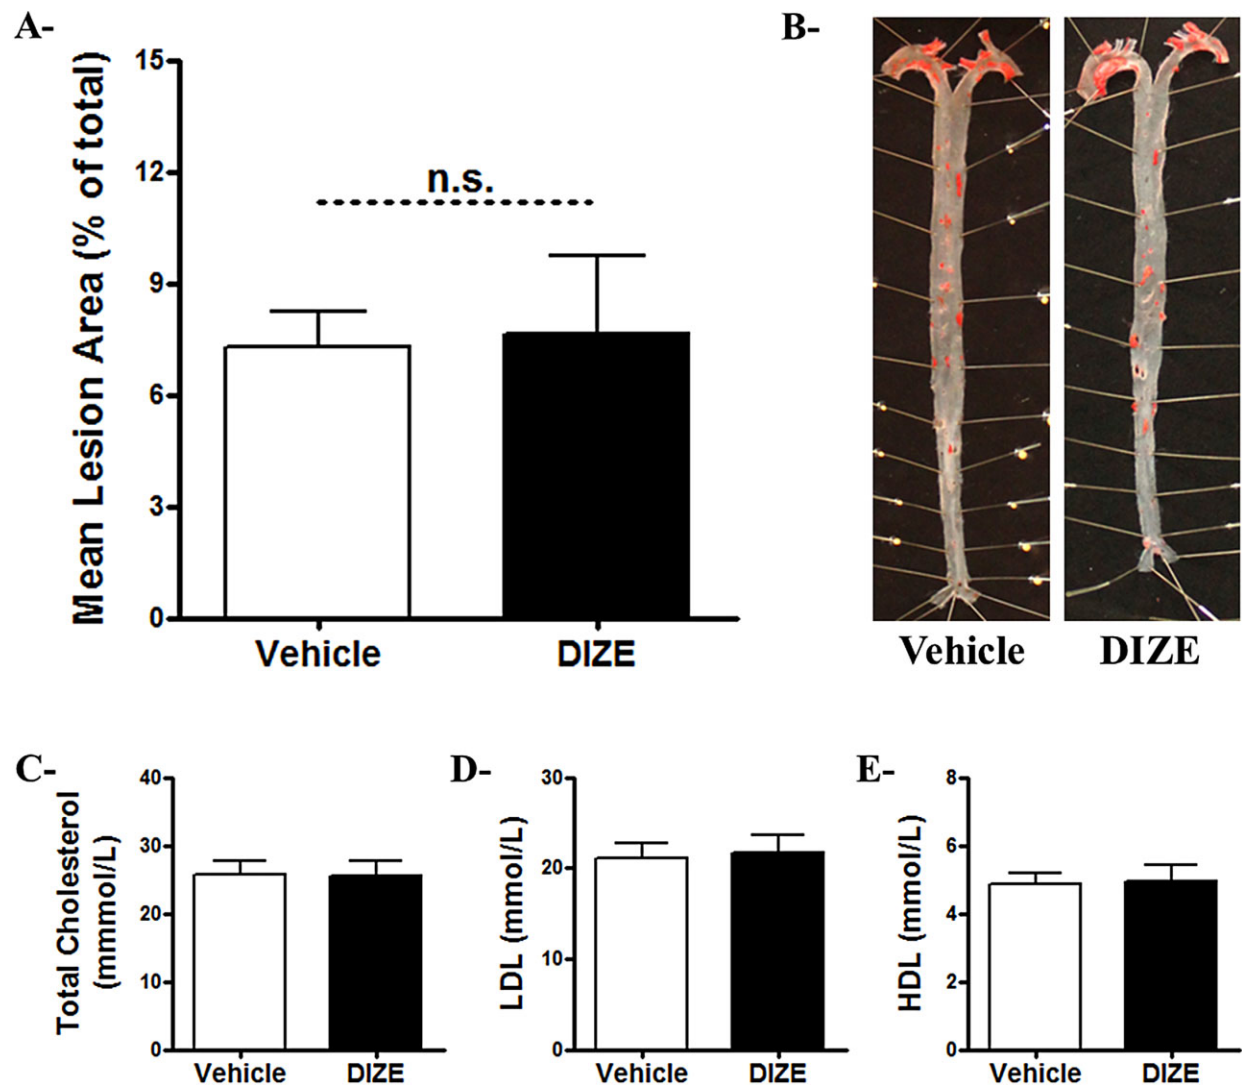 A-
Mean Lesion Area (% of total)
15
12
9
6
3
0
n.s.
Vehicle
DIZE
B-
Vehicle
DIZE
C-
Total Cholesterol
(mmmol/L)
40
30
20
10
0
Vehicle
DIZE
D-
LDL (mmol/L)
30
20
10
0
Vehicle
DIZE
E-
HDL (mmol/L)
8
6
4
2
0
Vehicle
DIZE